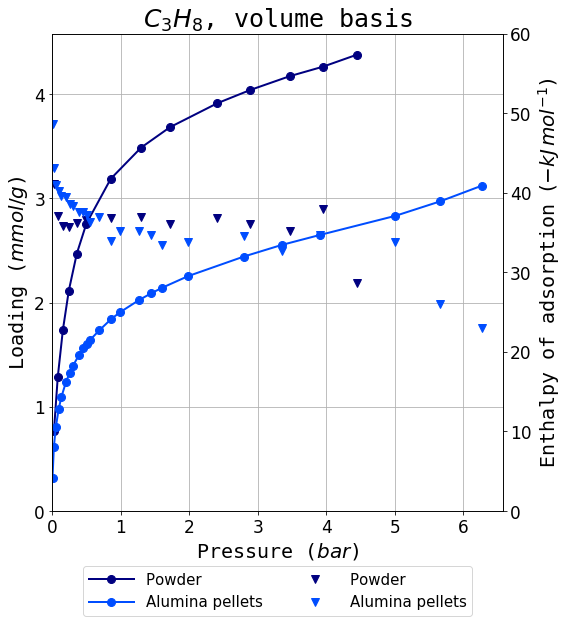 C₃H₈, volume basis
Loading (mmol/g)
4
3
2
1
0
60
50
40
30
20
10
0
Enthalpy of adsorption (−kJ mol⁻¹)
0 1 2 3 4 5 6
Pressure (bar)
Powder Powder
Alumina pellets Alumina pellets